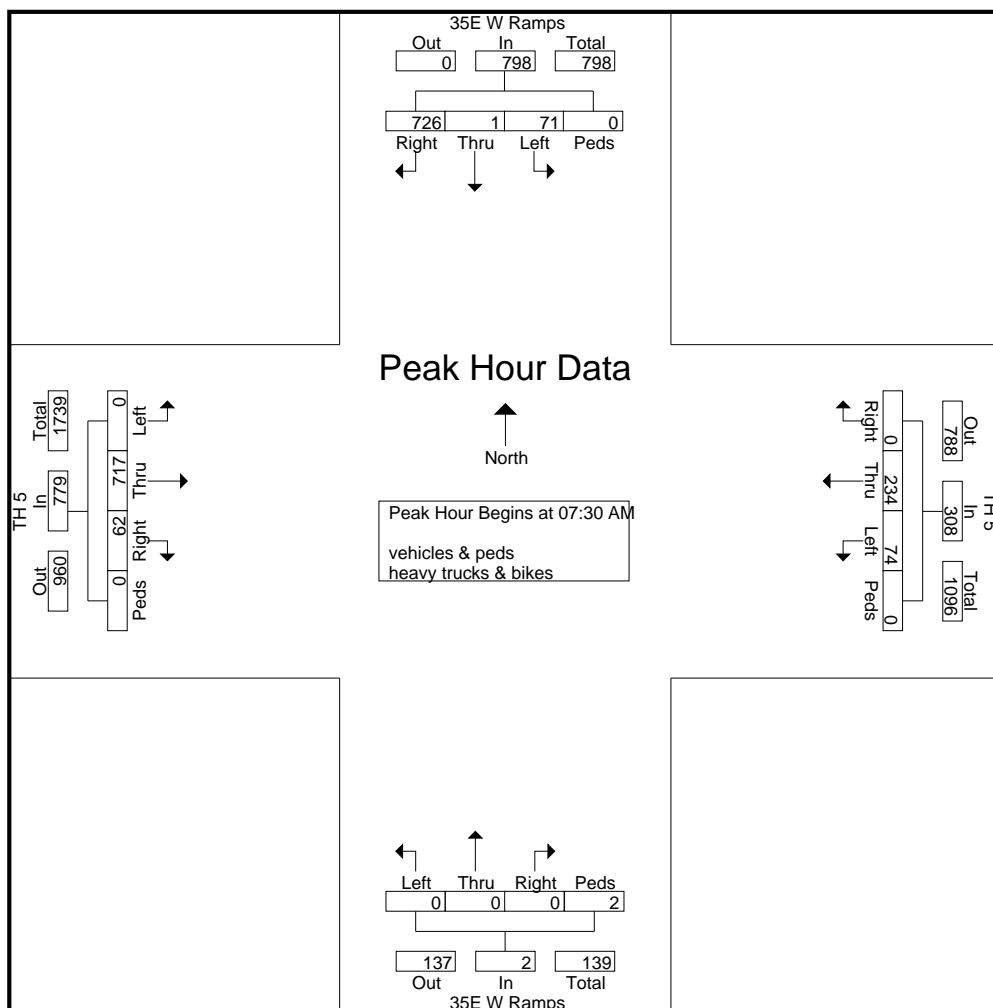 35E W Ramps
Out In Total
0 798 798
726 1 71 0
Right Thru Left Peds
Peak Hour Data
North
Peak Hour Begins at 07:30 AM
vehicles & peds
heavy trucks & bikes
TH 5
Out In Total
960 779 1739
0 717 62 0
Left Thru Right Peds
TH 5
Out In Total
788 308 1096
0 234 74 0
Right Thru Left Peds
Left Thru Right Peds
0 0 0 2
137 2 139
Out In Total
35E W Ramps